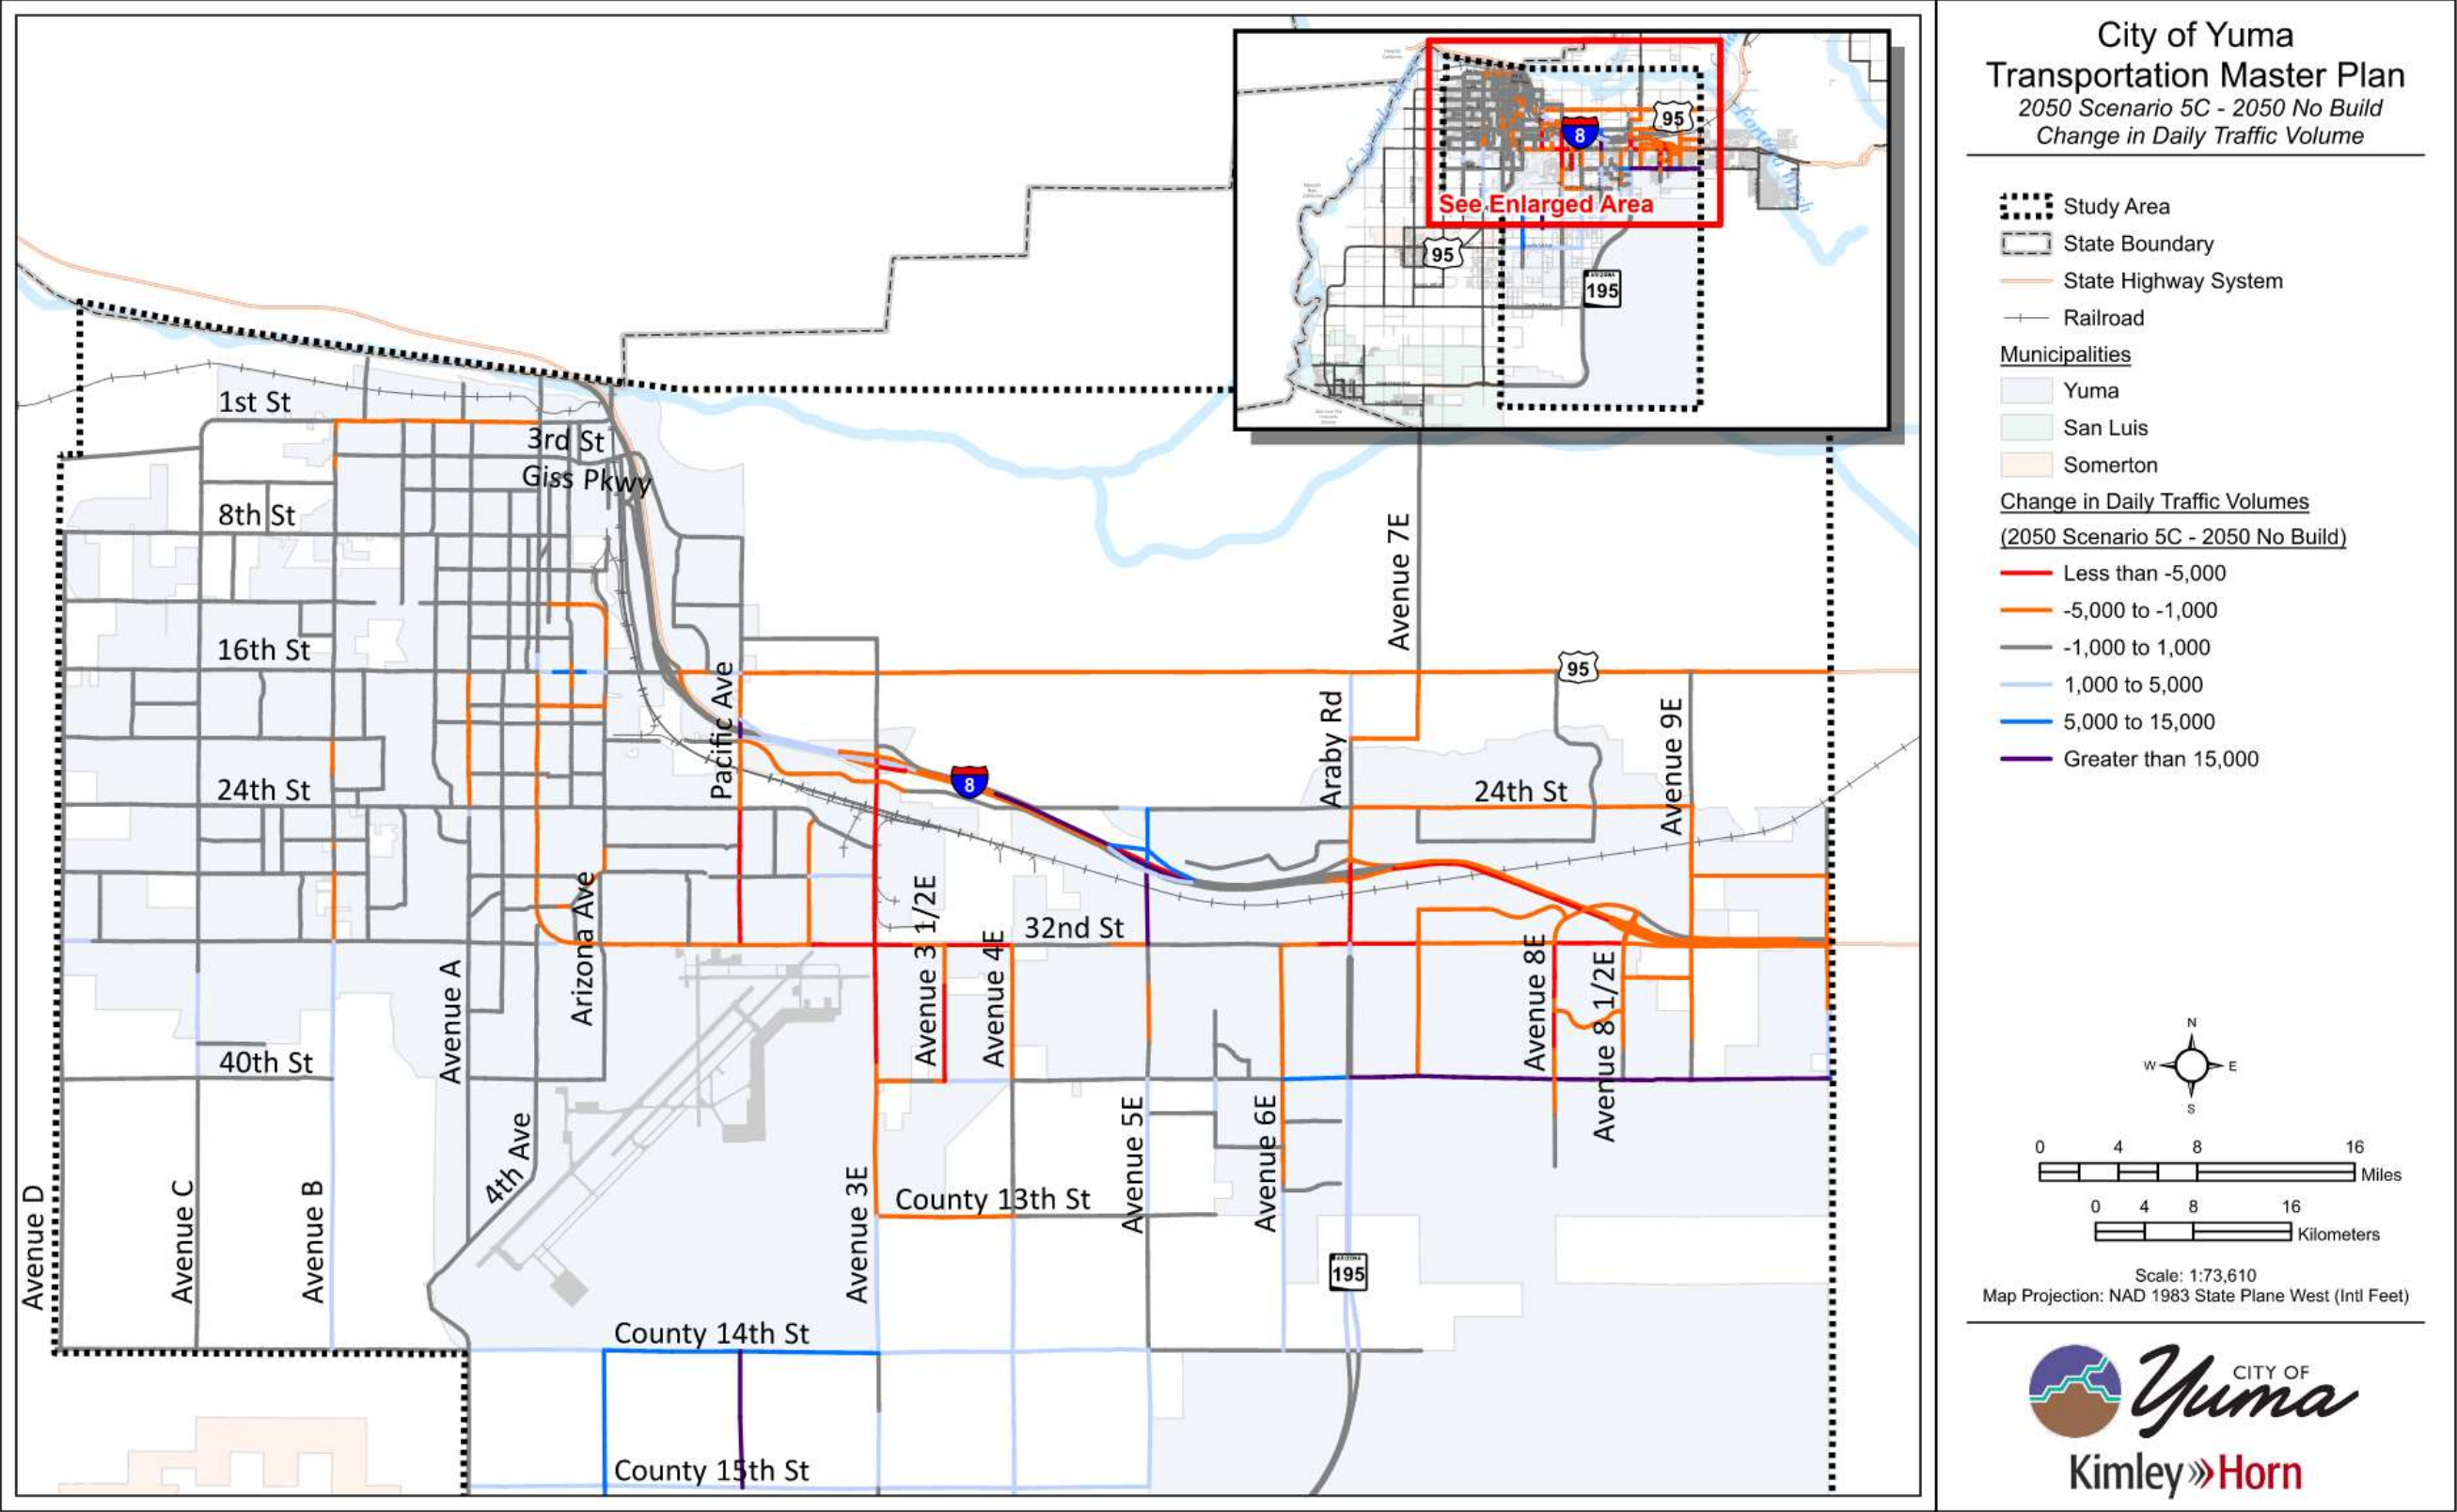 City of Yuma
Transportation Master Plan
2050 Scenario 5C - 2050 No Build
Change in Daily Traffic Volume
Study Area
State Boundary
State Highway System
Railroad
Municipalities
Yuma
San Luis
Somerton
Change in Daily Traffic Volumes
(2050 Scenario 5C - 2050 No Build)
Less than -5,000
-5,000 to -1,000
-1,000 to 1,000
1,000 to 5,000
5,000 to 15,000
Greater than 15,000
N
W E
S
0 4 8 16
Miles
0 4 8 16
Kilometers
Scale: 1:73,610
Map Projection: NAD 1983 State Plane West (Intl Feet)
CITY OF
Yuma
Kimley»Horn
95
8
See Enlarged Area
95
ARIZONA
195
Fortuna Wash
1st St
3rd St
Giss Pkwy
8th St
16th St
24th St
40th St
Pacific Ave
Avenue 7E
95
Araby Rd
24th St
Avenue 9E
8
32nd St
Arizona Ave
Avenue A
4th Ave
Avenue D
Avenue C
Avenue B
Avenue 3E
Avenue 3 1/2E
Avenue 4E
Avenue 5E
Avenue 6E
Avenue 8E
Avenue 8 1/2E
County 13th St
ARIZONA
195
County 14th St
County 15th St